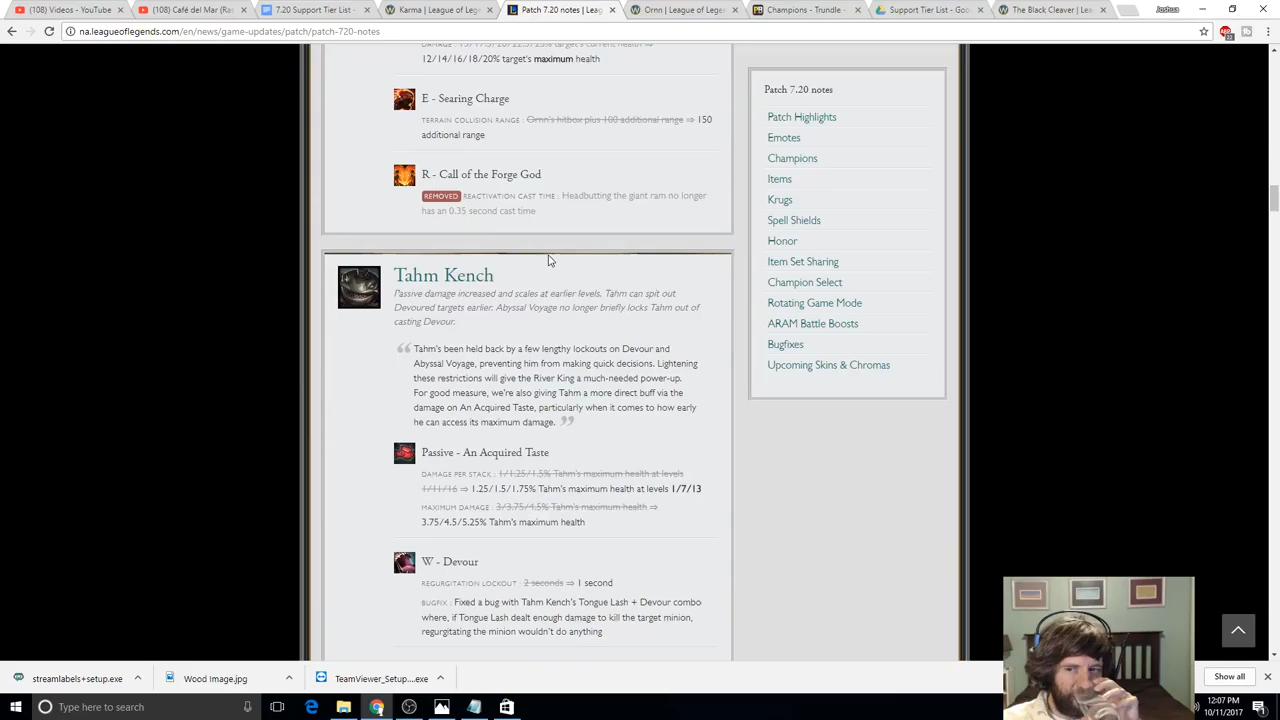 (108) Videos - YouTube
(108) Café del Mar (Ras
7.20 Support Tier List -
Karma | League of Leg
Patch 7.20 notes | Leag
Ornn | League of Legen
Champions - Trundle -
Support Tier List - Goo
The Black Cleaver | Lea
Joshua
na.leagueoflegends.com/en/news/game-updates/patch/patch-720-notes
12/14/16/18/20% target's maximum health
E - Searing Charge
TERRAIN COLLISION RANGE : Ornn's hitbox plus 100 additional range ⇒ 150
additional range
R - Call of the Forge God
REMOVED REACTIVATION CAST TIME : Headbutting the giant ram no longer
has an 0.35 second cast time
Tahm Kench
Passive damage increased and scales at earlier levels. Tahm can spit out
Devoured targets earlier. Abyssal Voyage no longer briefly locks Tahm out of
casting Devour.
Tahm's been held back by a few lengthy lockouts on Devour and
Abyssal Voyage, preventing him from making quick decisions. Lightening
these restrictions will give the River King a much-needed power-up.
For good measure, we're also giving Tahm a more direct buff via the
damage on An Acquired Taste, particularly when it comes to how early
he can access its maximum damage.
Passive - An Acquired Taste
DAMAGE PER STACK : 1/1.25/1.5% Tahm's maximum health at levels
1/11/16 ⇒ 1.25/1.5/1.75% Tahm's maximum health at levels 1/7/13
MAXIMUM DAMAGE : 3/3.75/4.5% Tahm's maximum health ⇒
3.75/4.5/5.25% Tahm's maximum health
W - Devour
REGURGITATION LOCKOUT : 2 seconds ⇒ 1 second
BUGFIX : Fixed a bug with Tahm Kench's Tongue Lash + Devour combo
where, if Tongue Lash dealt enough damage to kill the target minion,
regurgitating the minion wouldn't do anything
Patch 7.20 notes
Patch Highlights
Emotes
Champions
Items
Krugs
Spell Shields
Honor
Item Set Sharing
Champion Select
Rotating Game Mode
ARAM Battle Boosts
Bugfixes
Upcoming Skins & Chromas
streamlabels+setup.exe
Wood Image.jpg
TeamViewer_Setup....exe
Show all
Type here to search
12:07 PM
10/11/2017